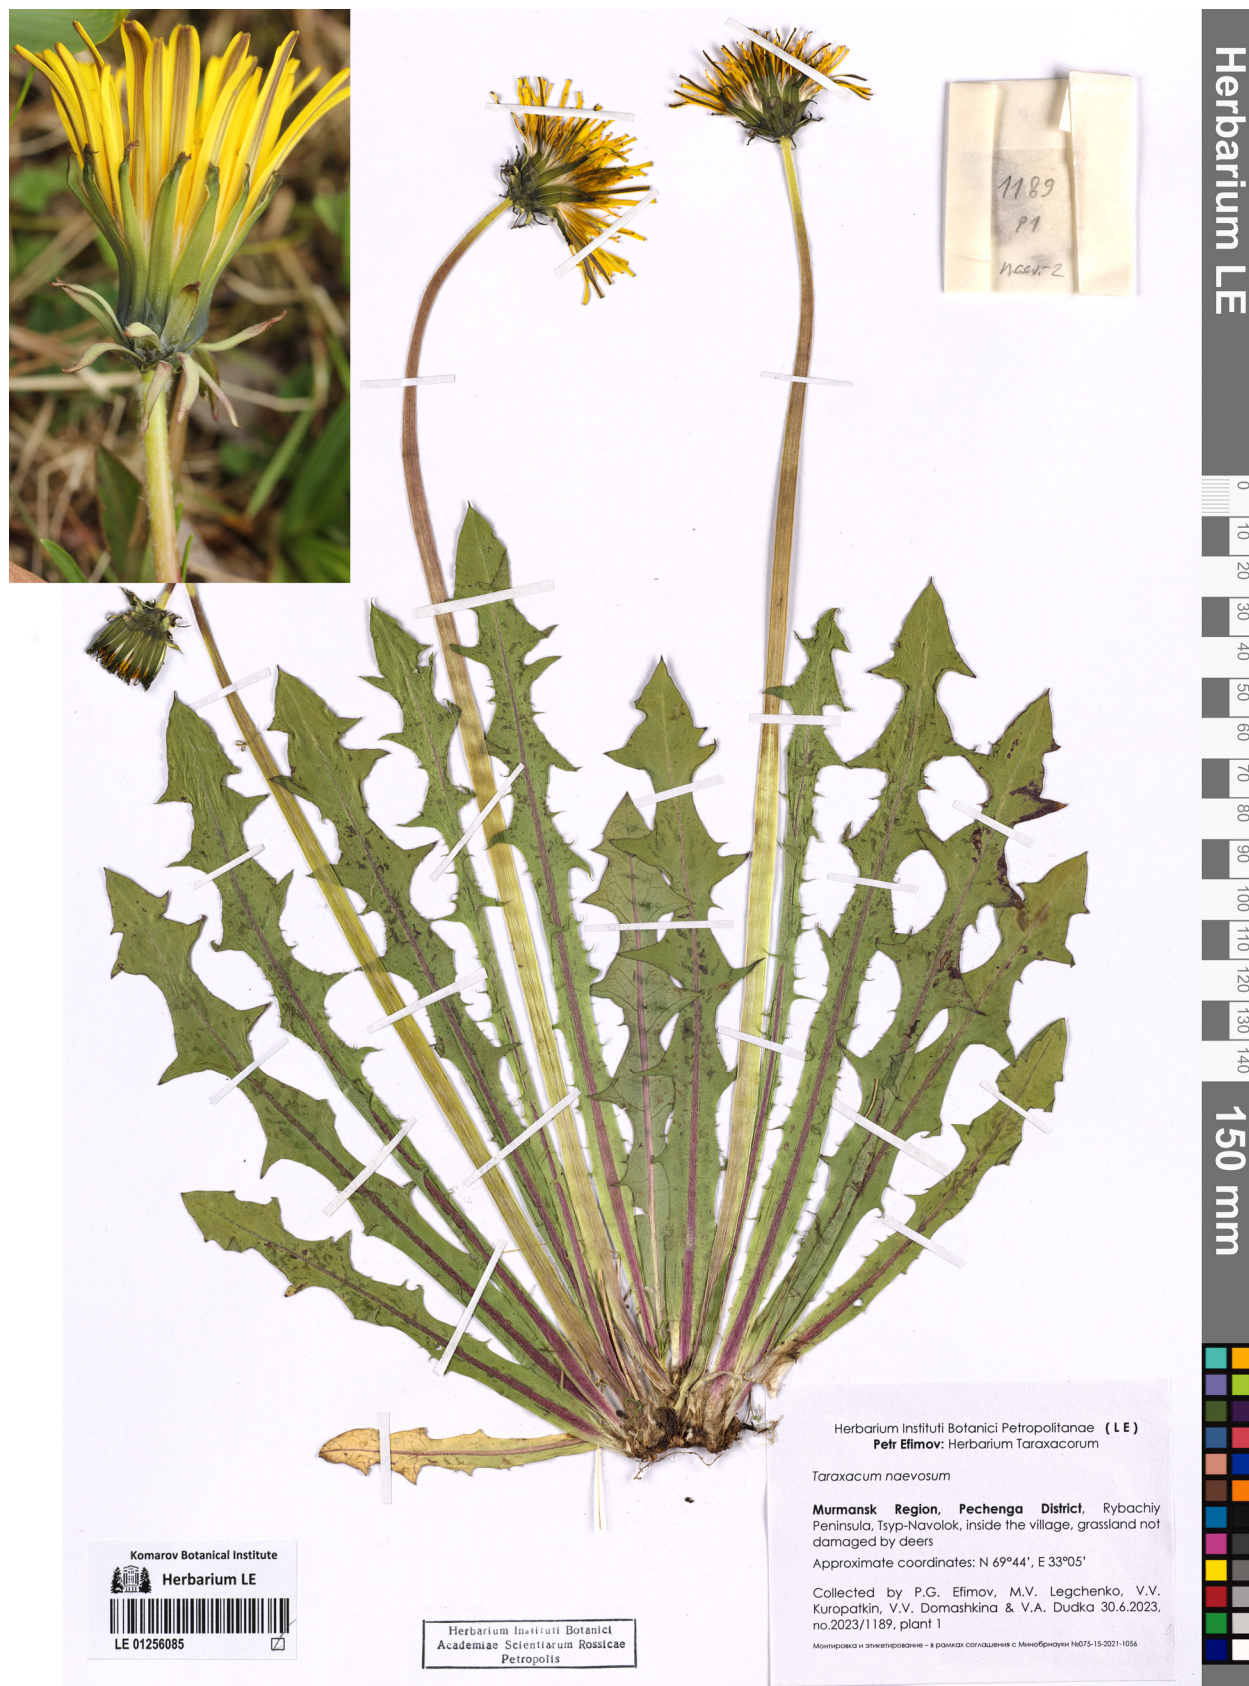 Herbarium LE
1189
P1
naev-2
0
10
20
30
40
50
60
70
80
90
100
110
120
130
140
150 mm
Herbarium Instituti Botanici Petropolitanae (LE)
Petr Efimov: Herbarium Taraxacorum
Taraxacum naevosum
Murmansk Region, Pechenga District, Rybachiy
Peninsula, Tsyp-Navolok, inside the village, grassland not
damaged by deers
Approximate coordinates: N 69°44', E 33°05'
Collected by P.G. Efimov, M.V. Legchenko, V.V.
Kuropatkin, V.V. Domashkina & V.A. Dudka 30.6.2023,
no.2023/1189, plant 1
Монтировка и этикетирование – в рамках соглашения с Минобрнауки №075-15-2021-1056
Komarov Botanical Institute
Herbarium LE
LE 01256085
Herbarium Instituti Botanici
Academiae Scientiarum Rossicae
Petropolis